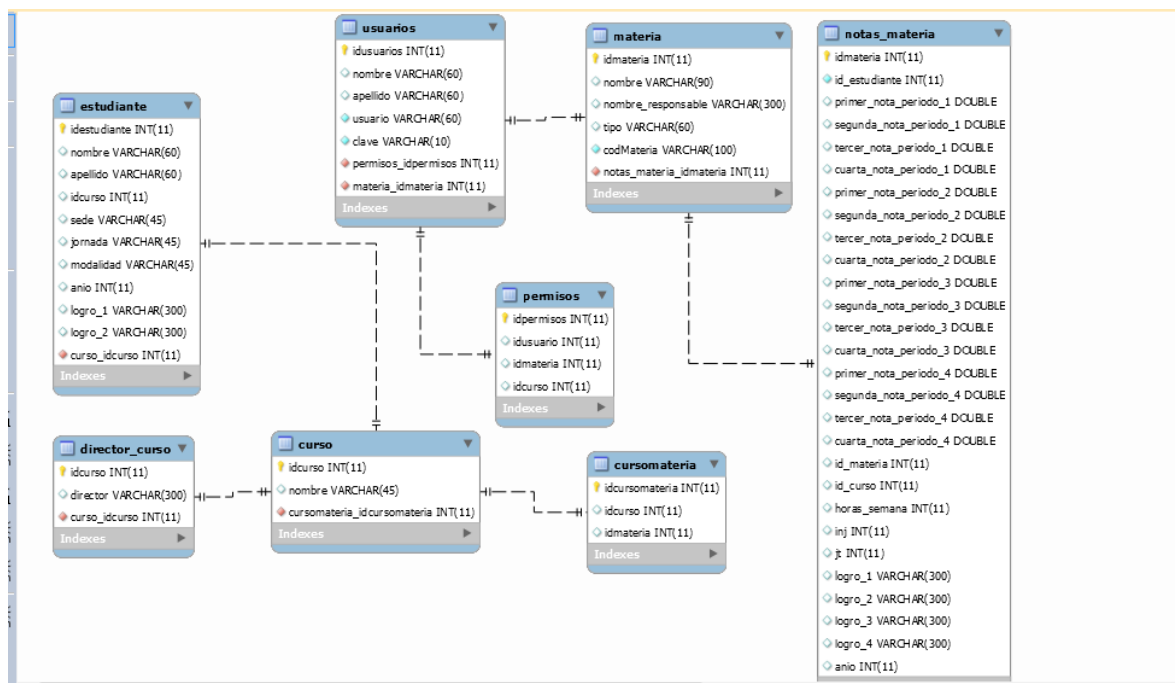 usuarios
idusuarios INT(11)
nombre VARCHAR(60)
apellido VARCHAR(60)
usuario VARCHAR(60)
clave VARCHAR(10)
permisos_idpermisos INT(11)
materia_idmateria INT(11)
Indexes
materia
idmateria INT(11)
nombre VARCHAR(90)
nombre_responsable VARCHAR(300)
tipo VARCHAR(60)
codMateria VARCHAR(100)
notas_materia_idmateria INT(11)
Indexes
notas_materia
idmateria INT(11)
id_estudiante INT(11)
primer_nota_periodo_1 DOUBLE
segunda_nota_periodo_1 DOUBLE
tercer_nota_periodo_1 DOUBLE
cuarta_nota_periodo_1 DOUBLE
primer_nota_periodo_2 DOUBLE
segunda_nota_periodo_2 DOUBLE
tercer_nota_periodo_2 DOUBLE
cuarta_nota_periodo_2 DOUBLE
primer_nota_periodo_3 DOUBLE
segunda_nota_periodo_3 DOUBLE
tercer_nota_periodo_3 DOUBLE
cuarta_nota_periodo_3 DOUBLE
primer_nota_periodo_4 DOUBLE
segunda_nota_periodo_4 DOUBLE
tercer_nota_periodo_4 DOUBLE
cuarta_nota_periodo_4 DOUBLE
id_materia INT(11)
id_curso INT(11)
horas_semana INT(11)
inj INT(11)
jt INT(11)
logro_1 VARCHAR(300)
logro_2 VARCHAR(300)
logro_3 VARCHAR(300)
logro_4 VARCHAR(300)
anio INT(11)
estudiante
idestudiante INT(11)
nombre VARCHAR(60)
apellido VARCHAR(60)
idcurso INT(11)
sede VARCHAR(45)
jornada VARCHAR(45)
modalidad VARCHAR(45)
anio INT(11)
logro_1 VARCHAR(300)
logro_2 VARCHAR(300)
curso_idcurso INT(11)
Indexes
permisos
idpermisos INT(11)
idusuario INT(11)
idmateria INT(11)
idcurso INT(11)
Indexes
director_curso
idcurso INT(11)
director VARCHAR(300)
curso_idcurso INT(11)
Indexes
curso
idcurso INT(11)
nombre VARCHAR(45)
cursomateria_idcursomateria INT(11)
Indexes
cursomateria
idcursomateria INT(11)
idcurso INT(11)
idmateria INT(11)
Indexes